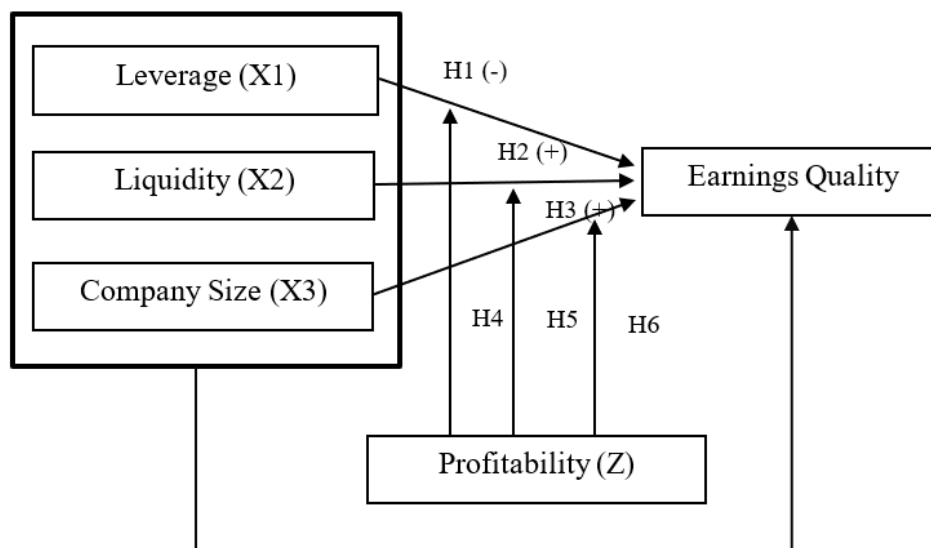 Leverage (X1)
H1 (-)
H2 (+)
Liquidity (X2)
Earnings Quality
H3 (+)
Company Size (X3)
H4
H5
H6
Profitability (Z)